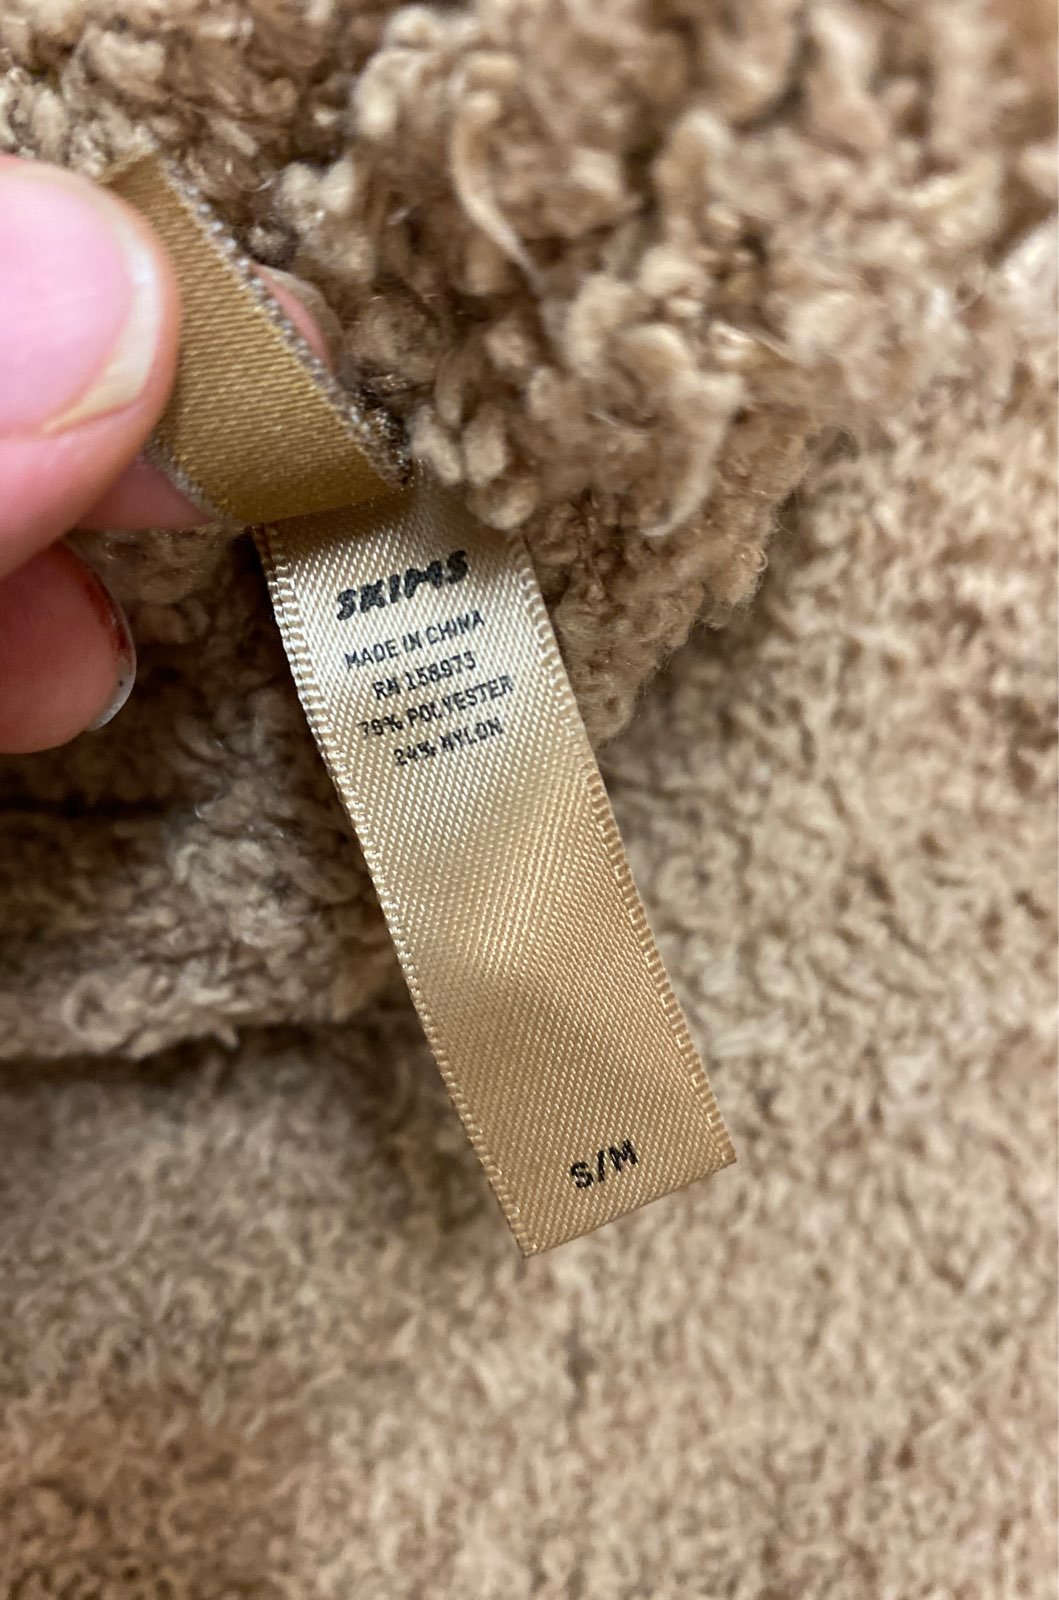 SKIMS
MADE IN CHINA
RN 158973
76% POLYESTER
24% NYLON
S/M